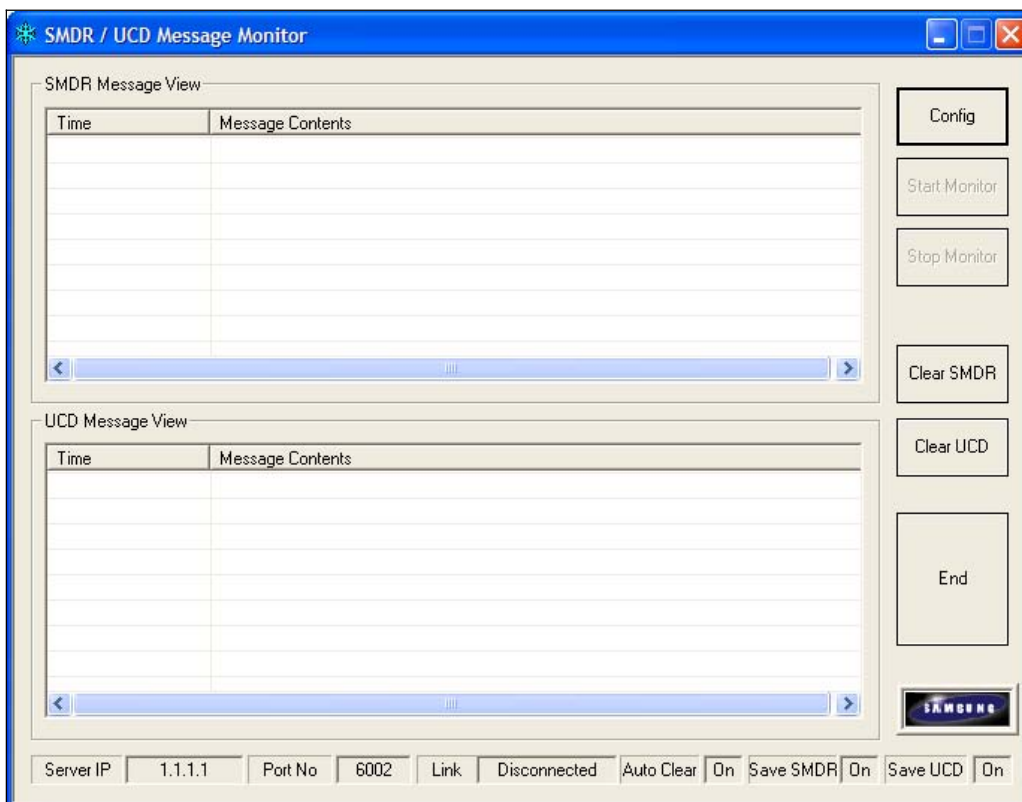 SMDR / UCD Message Monitor
SMDR Message View
Time Message Contents
Config
Start Monitor
Stop Monitor
Clear SMDR
UCD Message View
Time Message Contents
Clear UCD
End
SAMSUNG
Server IP 1.1.1.1 Port No 6002 Link Disconnected Auto Clear On Save SMDR On Save UCD On